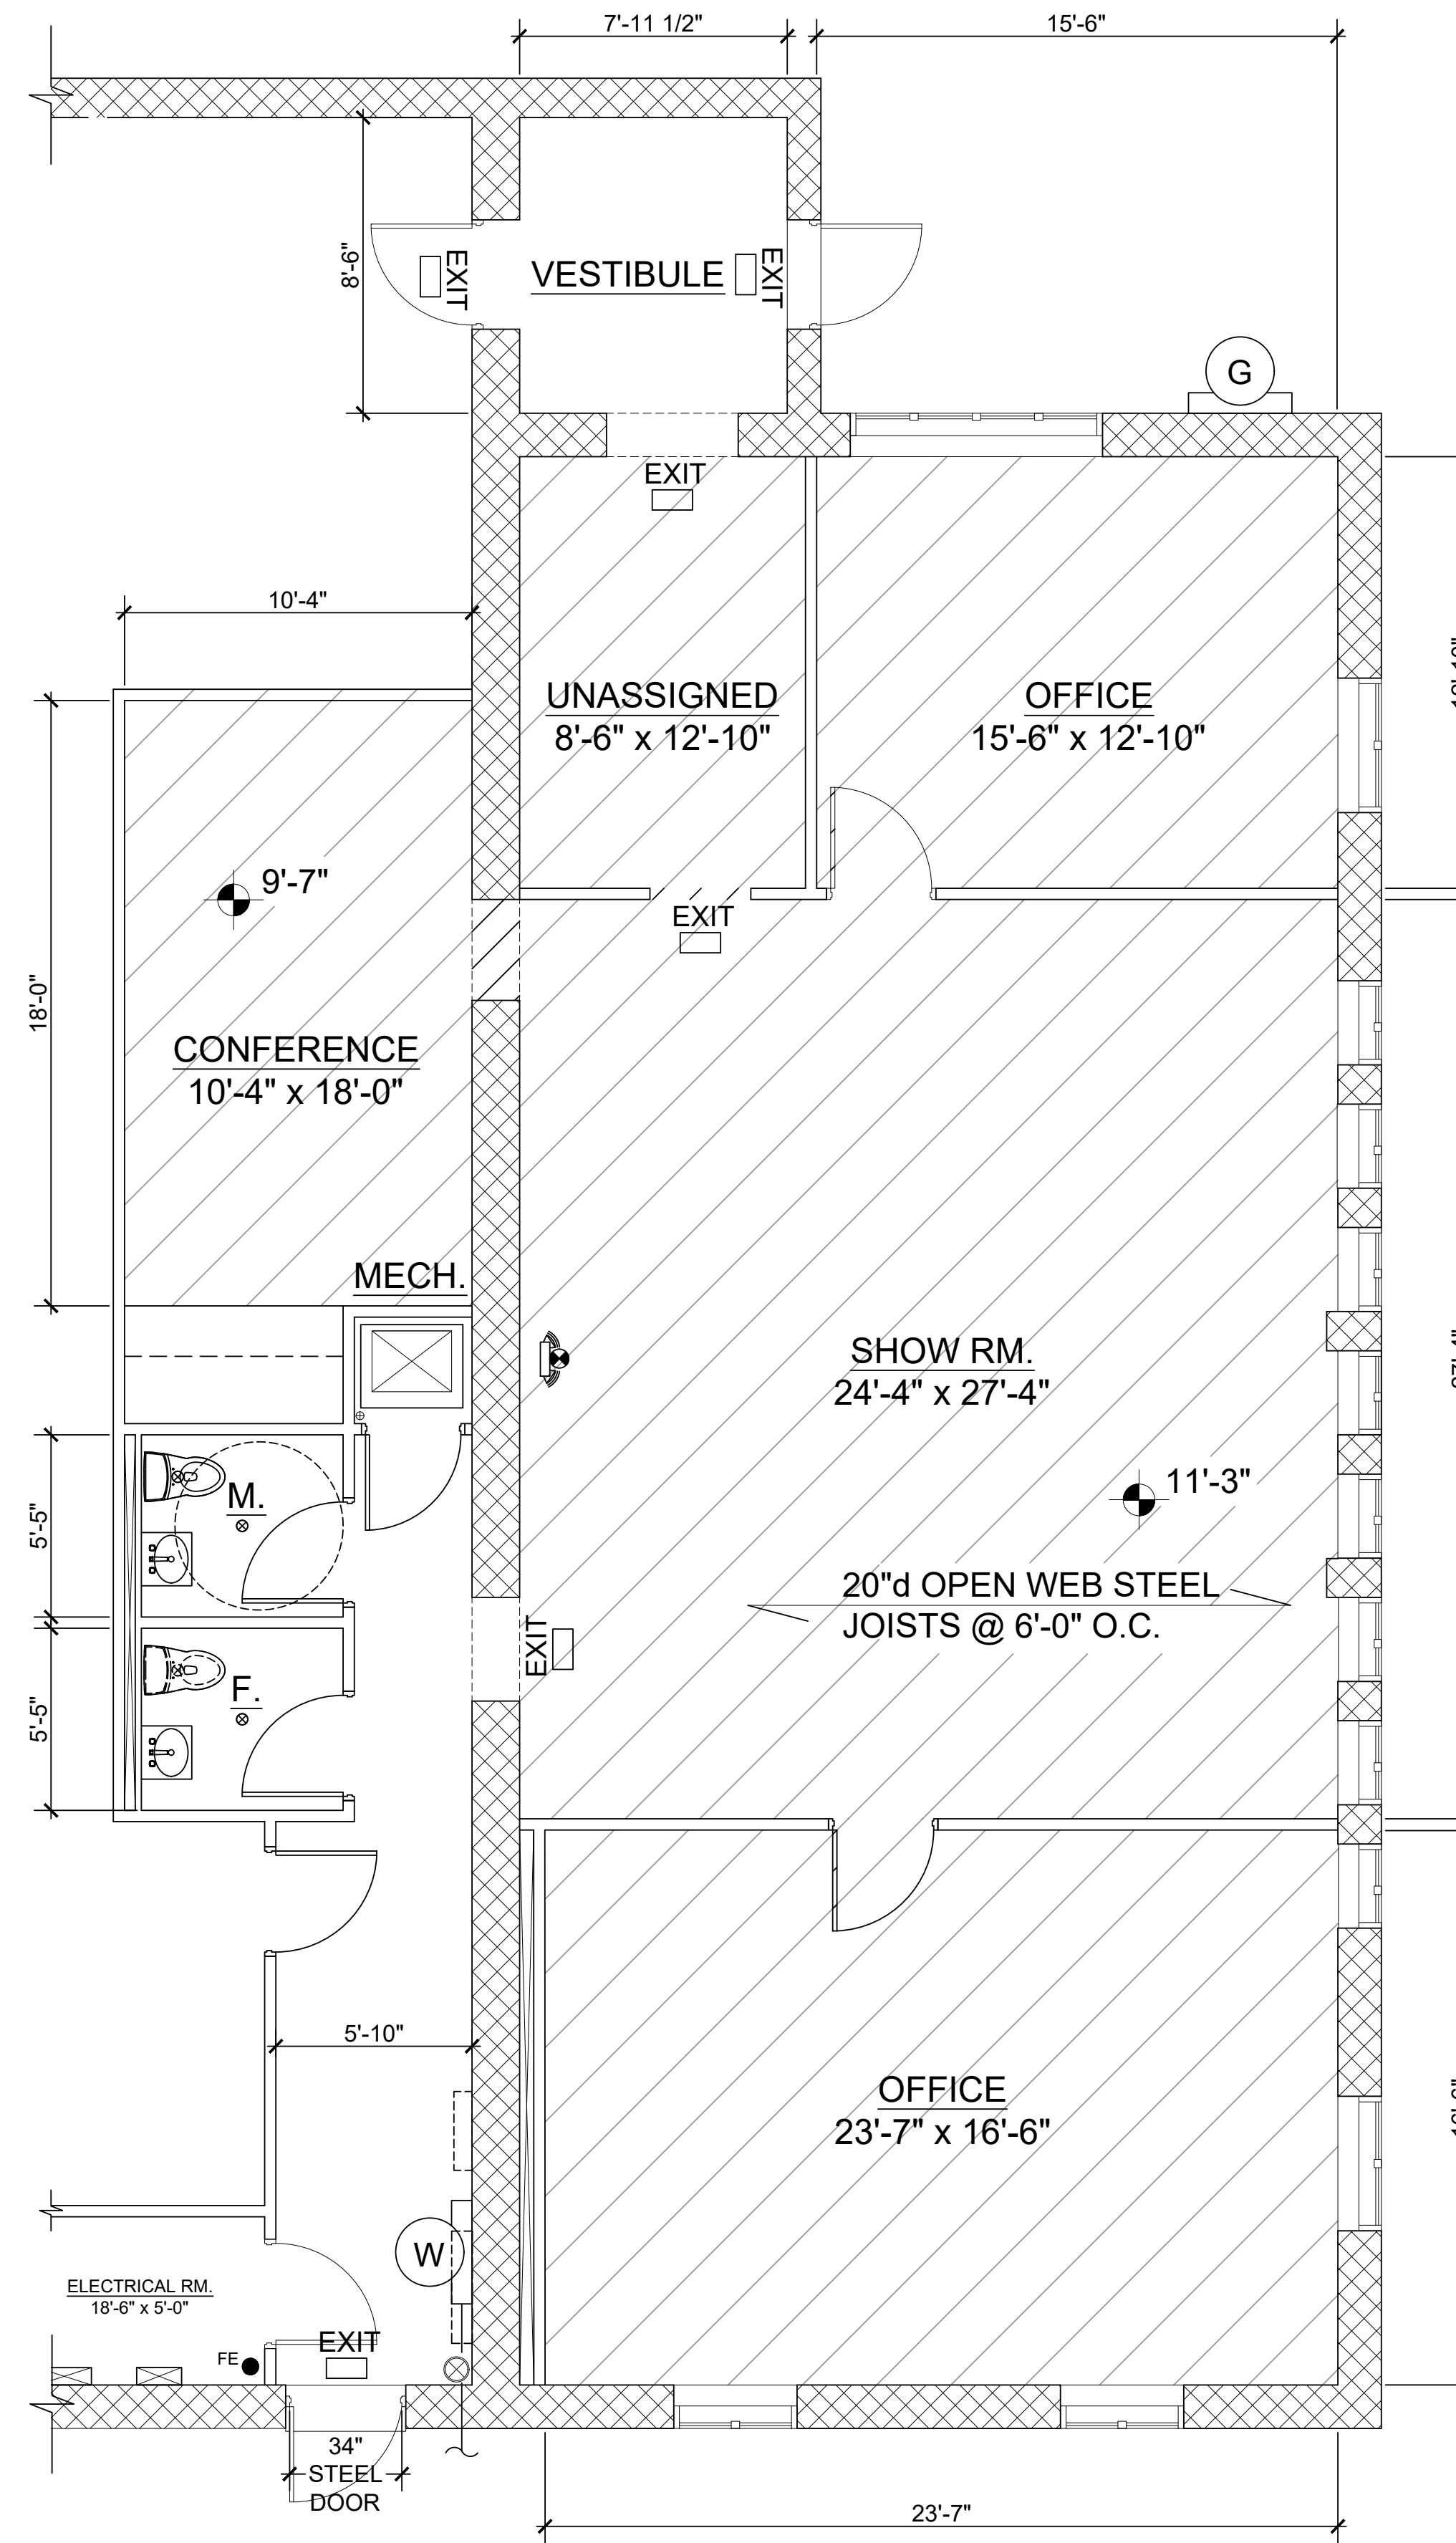 7'-11 1/2"
15'-6"
8'-6"
EXIT
VESTIBULE
EXIT
G
EXIT
10'-4"
UNASSIGNED
8'-6" x 12'-10"
OFFICE
15'-6" x 12'-10"
9'-7"
EXIT
18'-0"
CONFERENCE
10'-4" x 18'-0"
MECH.
SHOW RM.
24'-4" x 27'-4"
11'-3"
5'-5"
M.
20"d OPEN WEB STEEL
JOISTS @ 6'-0" O.C.
EXIT
5'-5"
F.
5'-10"
OFFICE
23'-7" x 16'-6"
W
ELECTRICAL RM.
18'-6" x 5'-0"
EXIT
FE
34"
STEEL
DOOR
23'-7"